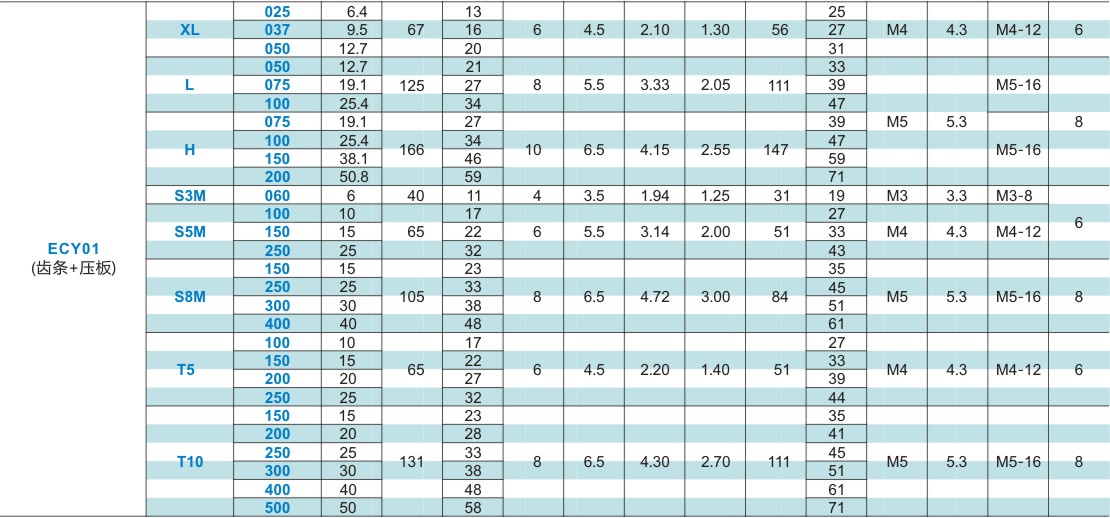 025 6.4 13 25
XL 037 9.5 67 16 6 4.5 2.10 1.30 56 27 M4 4.3 M4-12 6
050 12.7 20 31
050 12.7 21 33
L 075 19.1 125 27 8 5.5 3.33 2.05 111 39 M5-16
100 25.4 34 47
075 19.1 27 39 M5 5.3 8
100 25.4 34 47
H 166 10 6.5 4.15 2.55 147 M5-16
150 38.1 46 59
200 50.8 59 71
S3M 060 6 40 11 4 3.5 1.94 1.25 31 19 M3 3.3 M3-8
100 10 17 27
6
S5M 150 15 65 22 6 5.5 3.14 2.00 51 33 M4 4.3 M4-12
ECY01
250 25 32 43
(齿条+压板)
150 15 23 35
250 25 33 45
S8M 105 8 6.5 4.72 3.00 84 M5 5.3 M5-16 8
300 30 38 51
400 40 48 61
100 10 17 27
150 15 22 33
T5 65 6 4.5 2.20 1.40 51 M4 4.3 M4-12 6
200 20 27 39
250 25 32 44
150 15 23 35
200 20 28 41
250 25 33 45
T10 131 8 6.5 4.30 2.70 111 M5 5.3 M5-16 8
300 30 38 51
400 40 48 61
500 50 58 71